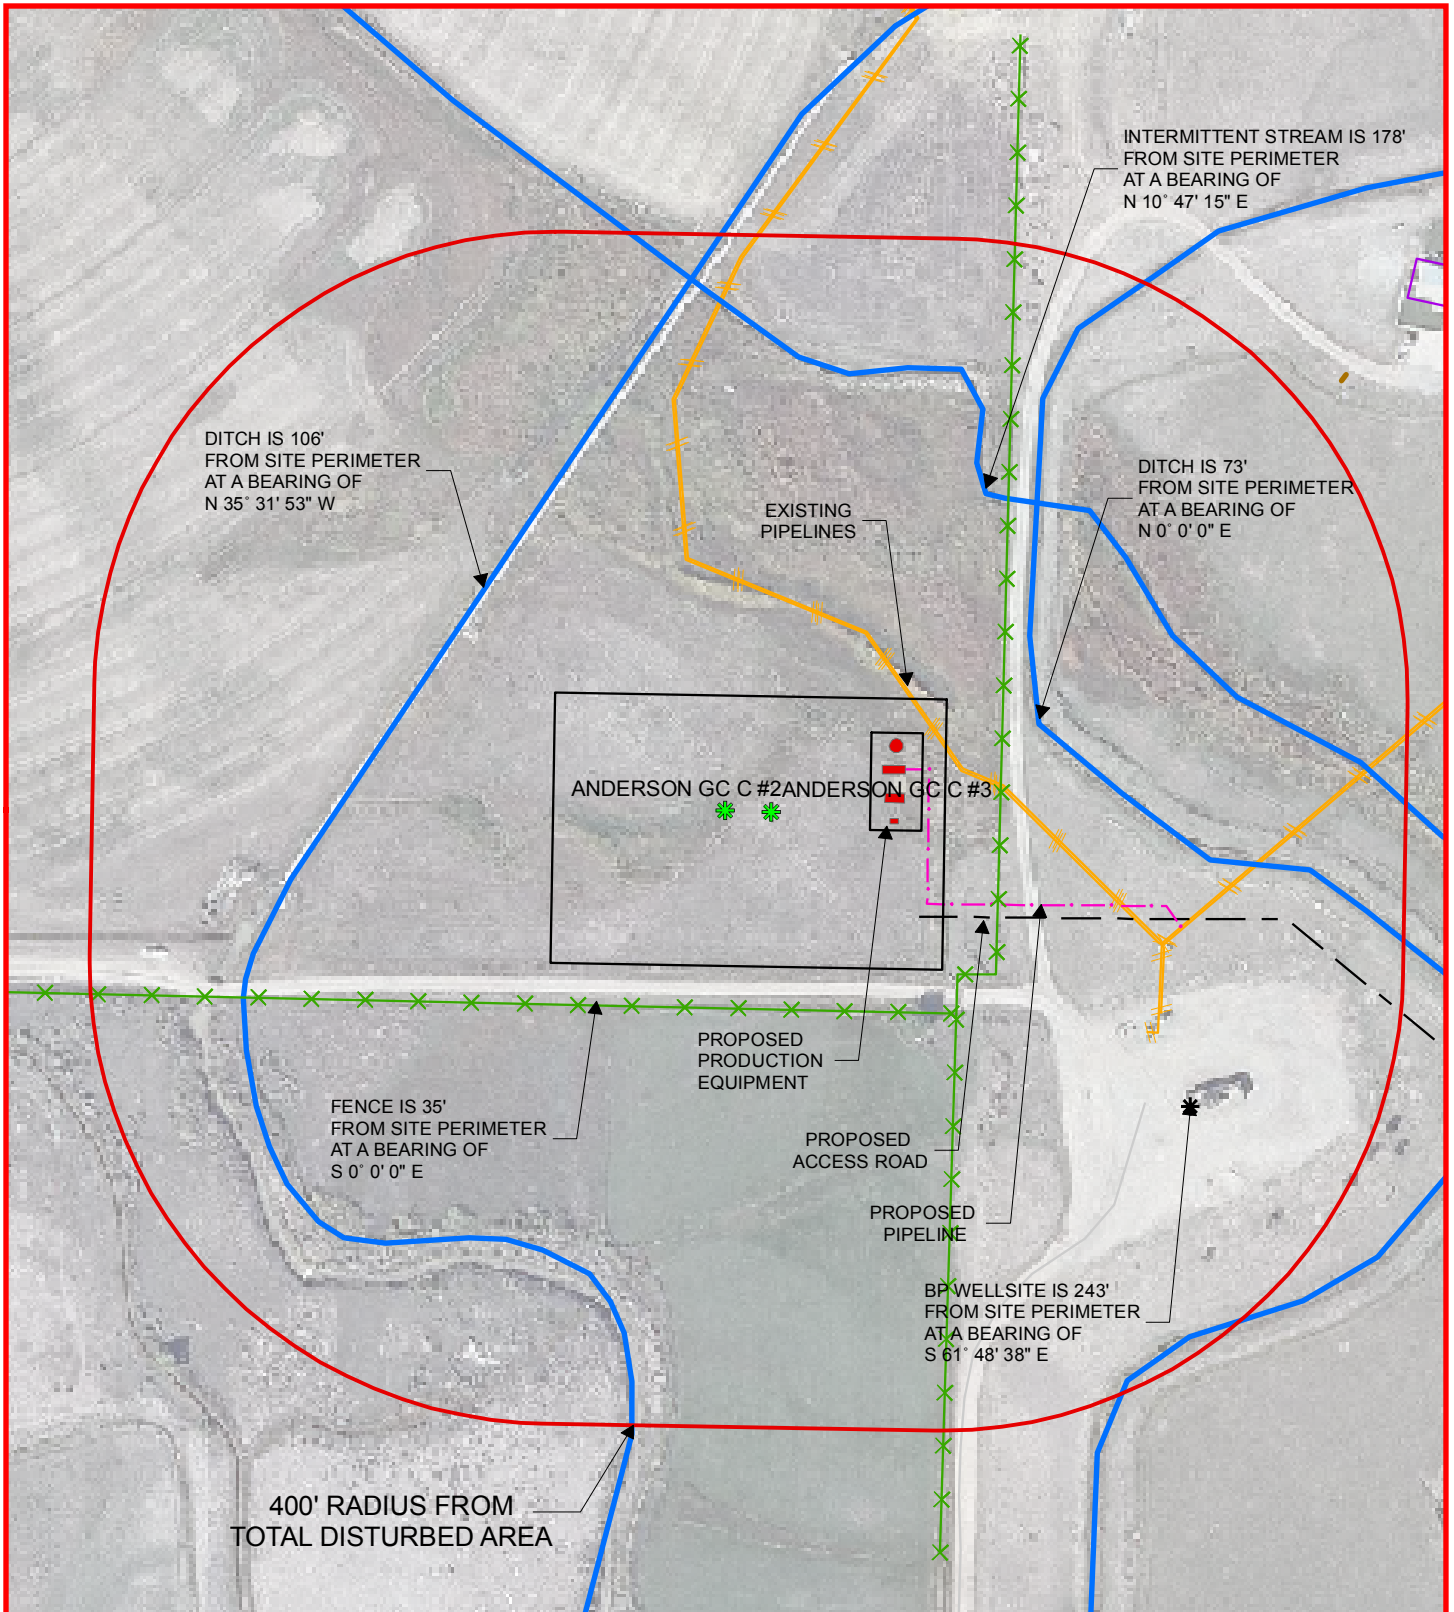 INTERMITTENT STREAM IS 178'
FROM SITE PERIMETER
AT A BEARING OF
N 10° 47' 15" E
DITCH IS 106'
FROM SITE PERIMETER
AT A BEARING OF
N 35° 31' 53" W
DITCH IS 73'
FROM SITE PERIMETER
AT A BEARING OF
N 0° 0' 0" E
EXISTING
PIPELINES
ANDERSON GC C #2
ANDERSON GC C #3
PROPOSED
PRODUCTION
EQUIPMENT
FENCE IS 35'
FROM SITE PERIMETER
AT A BEARING OF
S 0° 0' 0" E
PROPOSED
ACCESS ROAD
PROPOSED
PIPELINE
BP WELLSITE IS 243'
FROM SITE PERIMETER
AT A BEARING OF
S 61° 48' 38" E
400' RADIUS FROM
TOTAL DISTURBED AREA